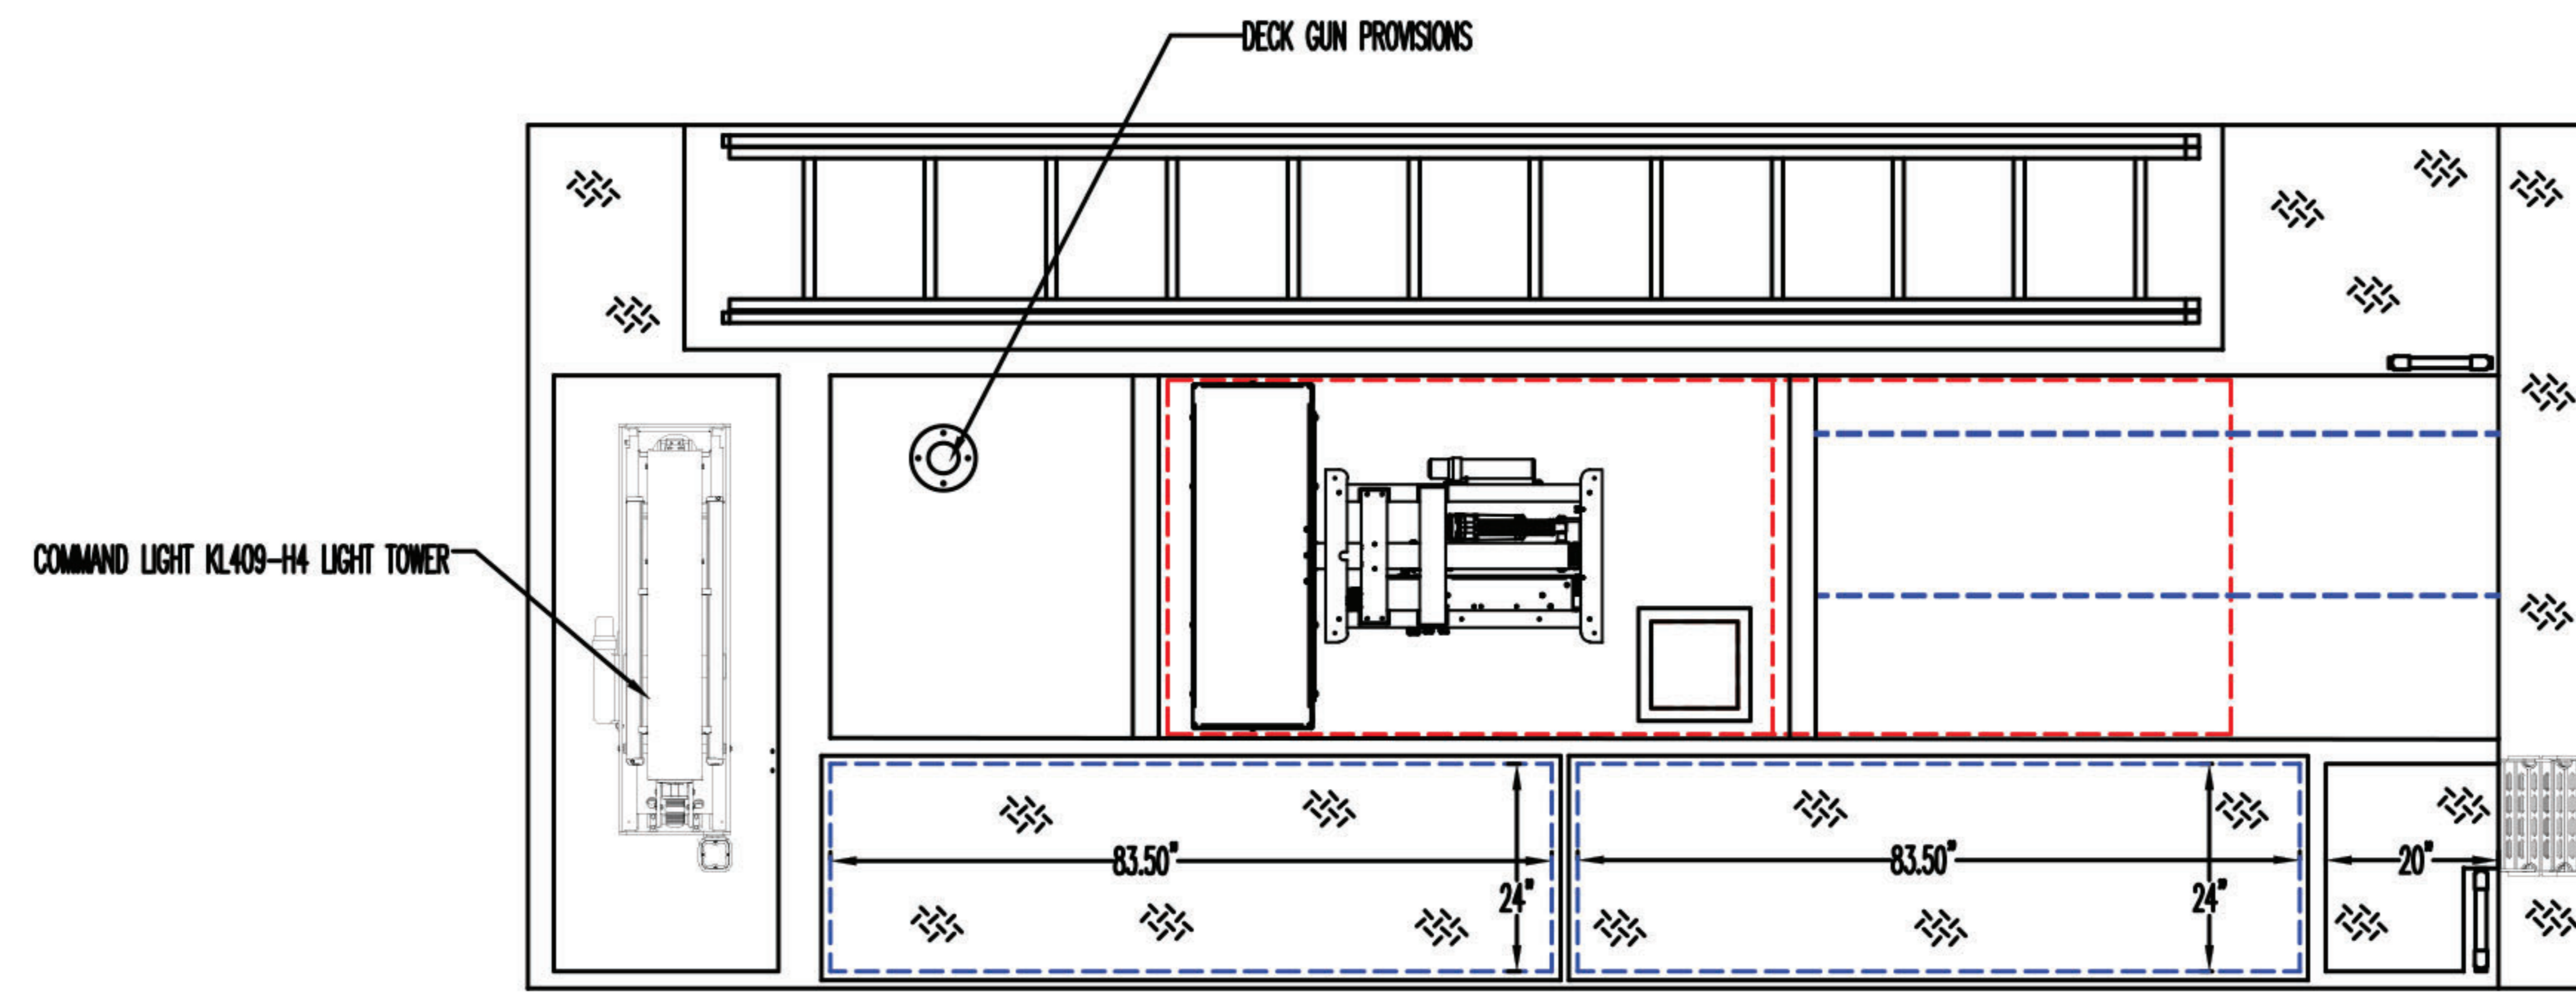 DECK GUN PROVISIONS
COMMAND LIGHT KL409-H4 LIGHT TOWER
83.50"
24"
83.50"
24"
20"